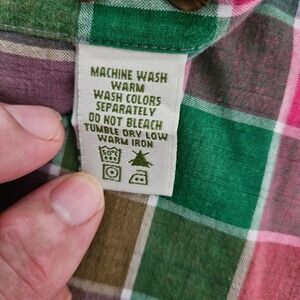 MACHINE WASH
WARM
WASH COLORS
SEPARATELY
DO NOT BLEACH
TUMBLE DRY LOW
WARM IRON